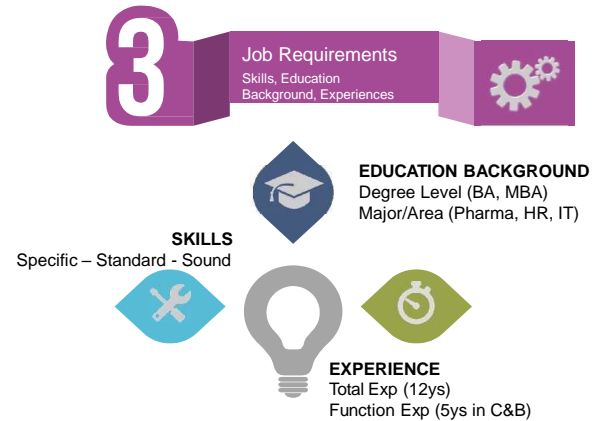 3
Job Requirements
Skills, Education
Background, Experiences
EDUCATION BACKGROUND
Degree Level (BA, MBA)
Major/Area (Pharma, HR, IT)
SKILLS
Specific – Standard - Sound
EXPERIENCE
Total Exp (12ys)
Function Exp (5ys in C&B)